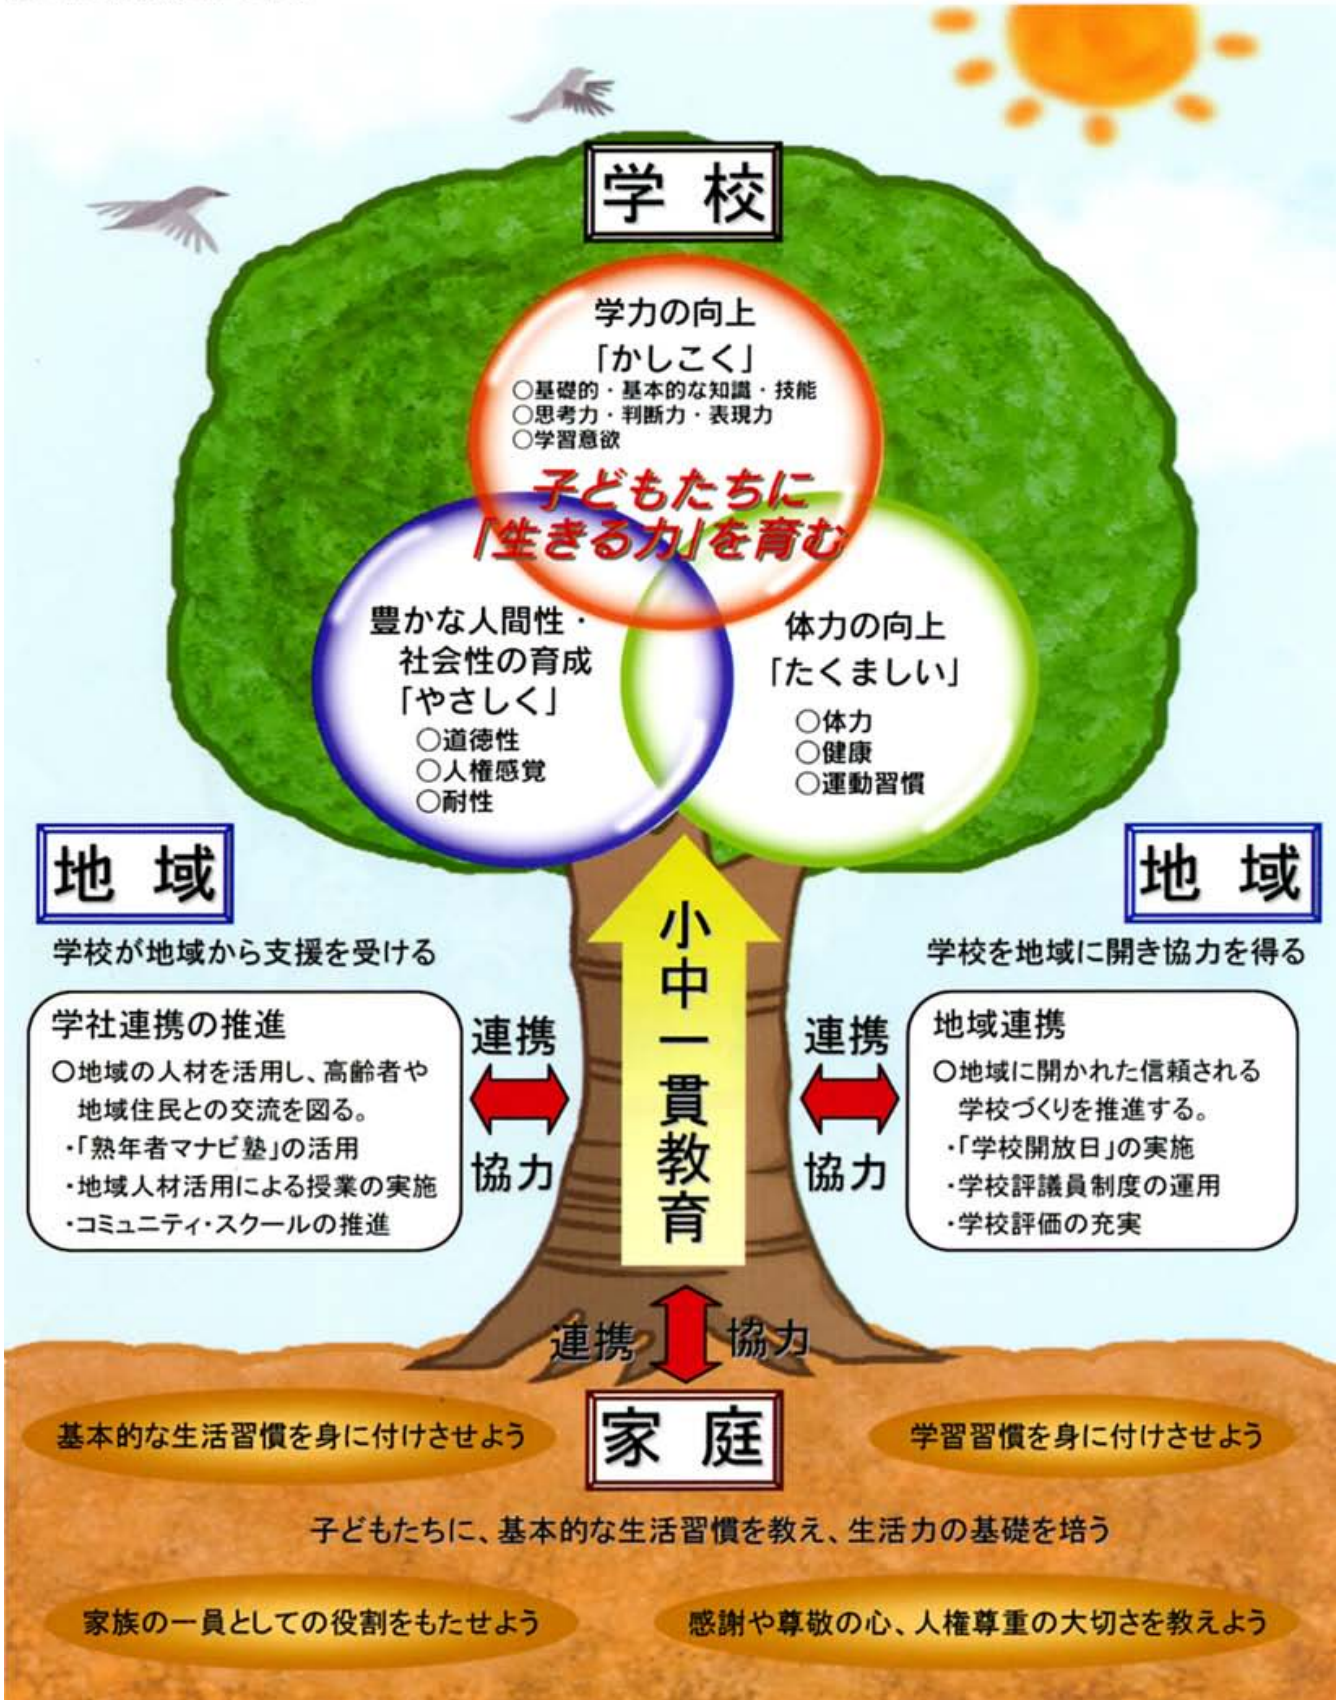 学校
学力の向上
「かしこく」
○基礎的・基本的な知識・技能
○思考力・判断力・表現力
○学習意欲
子どもたちに
「生きる力」を育む
豊かな人間性・
社会性の育成
「やさしく」
○道徳性
○人権感覚
○耐性
体力の向上
「たくましい」
○体力
○健康
○運動習慣
地域
学校が地域から支援を受ける
学社連携の推進
○地域の人材を活用し、高齢者や
地域住民との交流を図る。
・「熟年者マナビ塾」の活用
・地域人材活用による授業の実施
・コミュニティ・スクールの推進
連携
協力
小中一貫教育
連携
協力
地域
学校を地域に開き協力を得る
地域連携
○地域に開かれた信頼される
学校づくりを推進する。
・「学校開放日」の実施
・学校評議員制度の運用
・学校評価の充実
連携 協力
家庭
基本的な生活習慣を身に付けさせよう
学習習慣を身に付けさせよう
子どもたちに、基本的な生活習慣を教え、生活力の基礎を培う
家族の一員としての役割をもたせよう
感謝や尊敬の心、人権尊重の大切さを教えよう